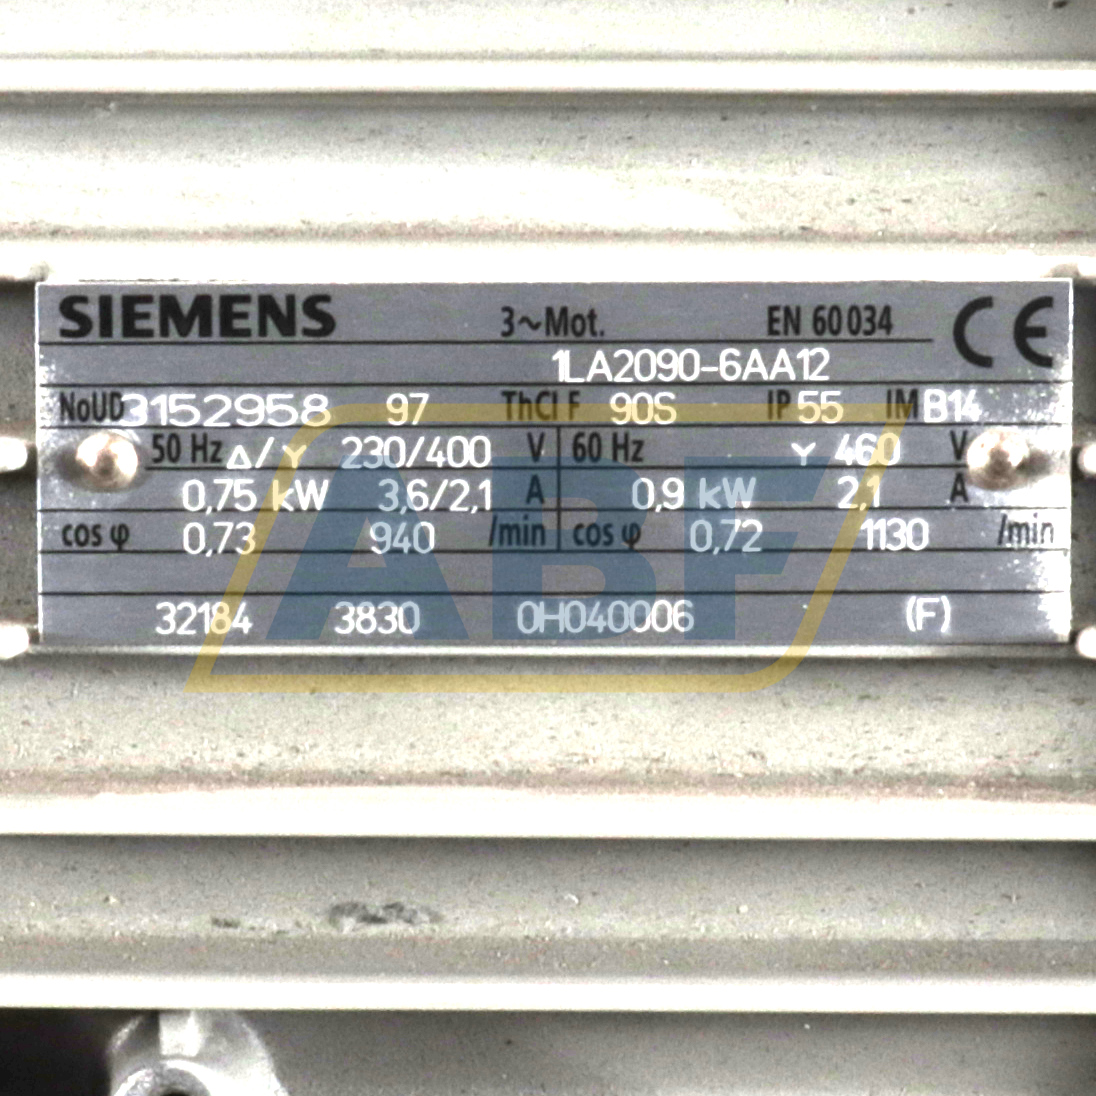 SIEMENS 3~Mot. EN 60 034 CE
1LA2090-6AA12
NoUD 3152958 97 ThCl F 90S IP 55 IM B14
50 Hz Δ/Y 230/400 V 60 Hz Y 460 V
0,75 kW 3,6/2,1 A 0,9 kW 2,1 A
cos φ 0,73 940 /min cos φ 0,72 1130 /min
32184 3830 0H040006 (F)
ABF